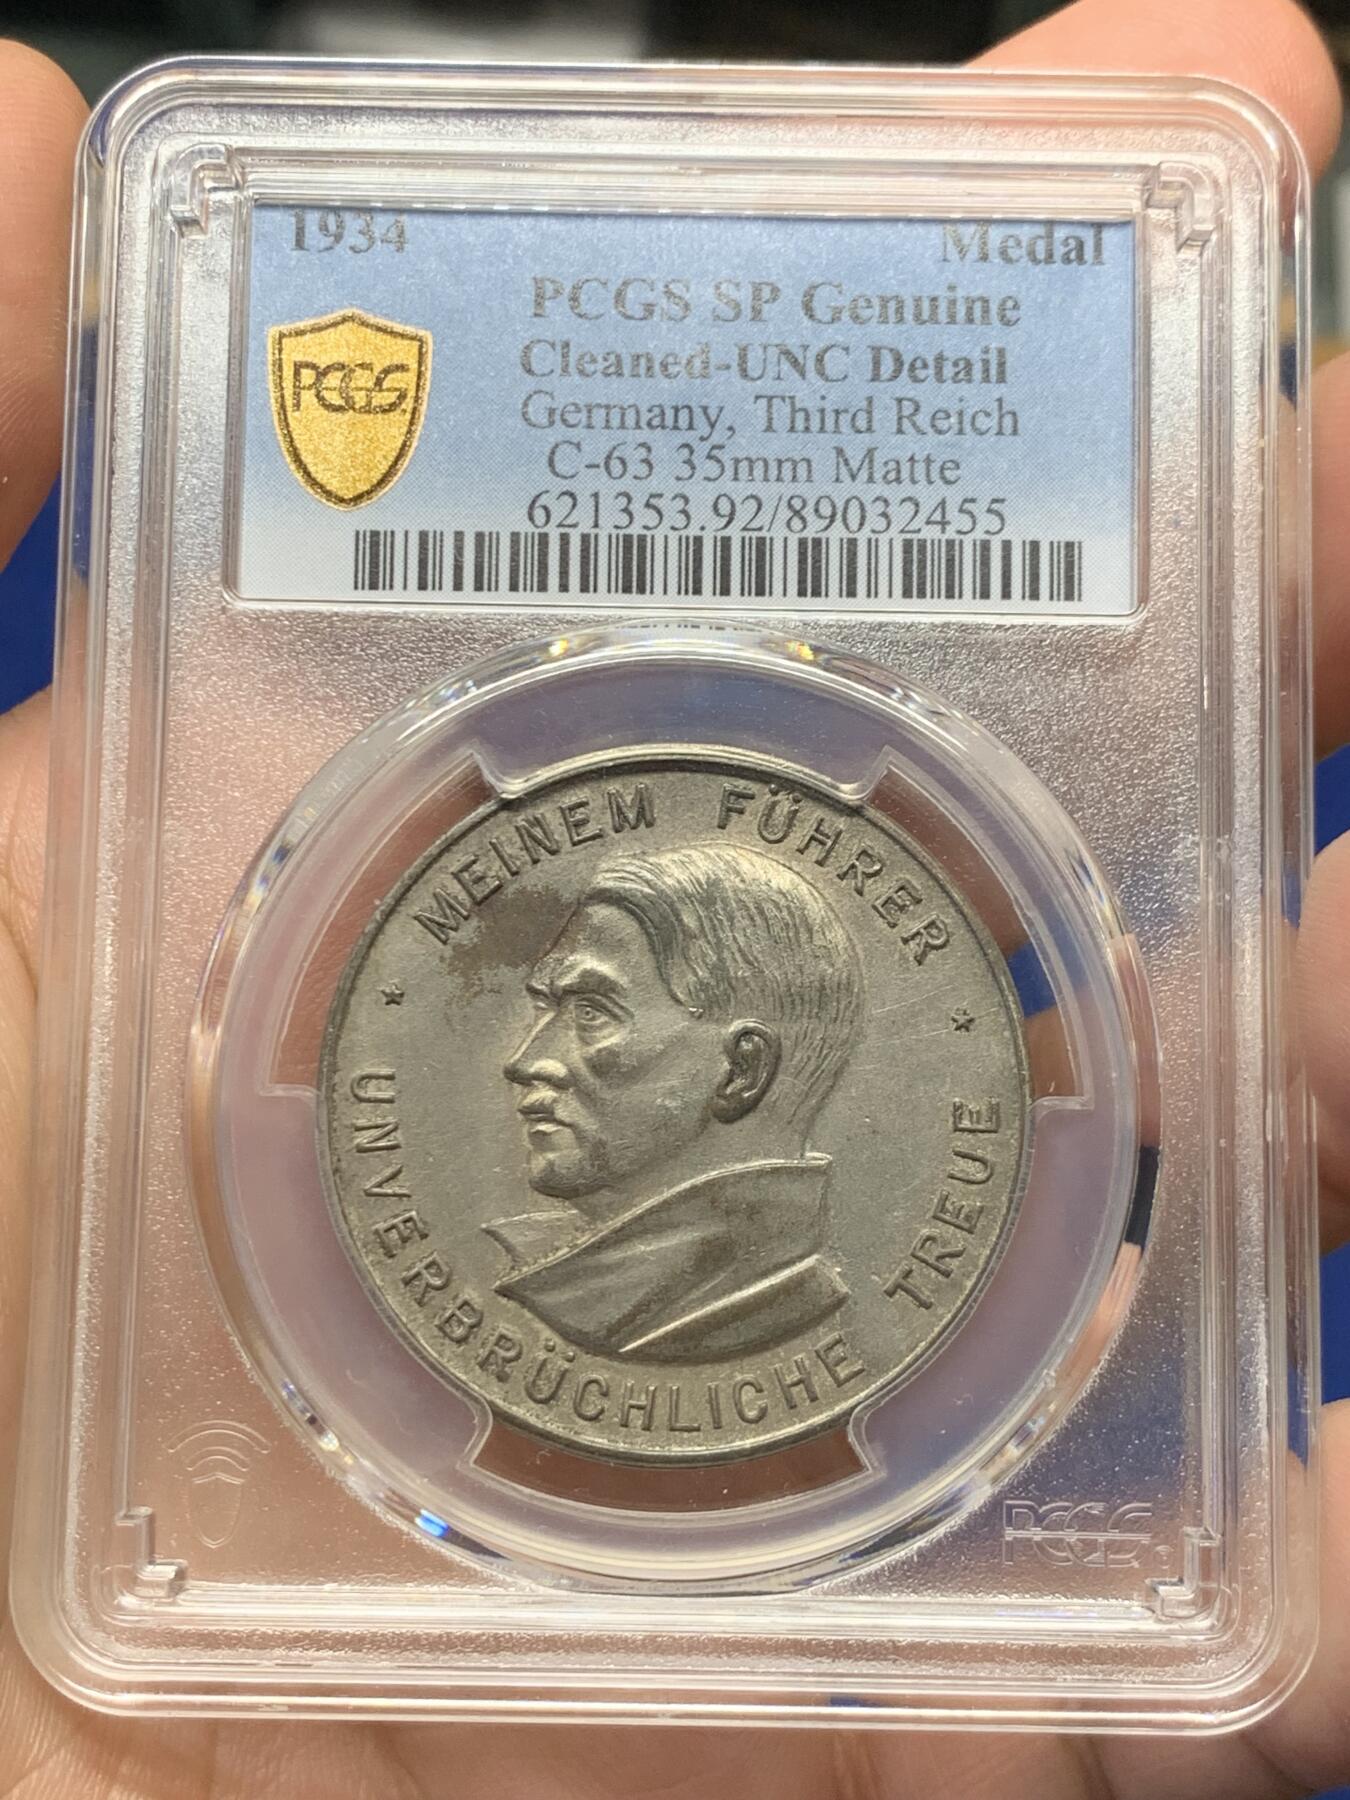 1934 Medal
PCGS SP Genuine
Cleaned-UNC Detail
Germany, Third Reich
C-63 35mm Matte
621353.92/89032455
PCGS
MEINEM FÜHRER
UNVERBRÜCHLICHE TREUE
PCGS